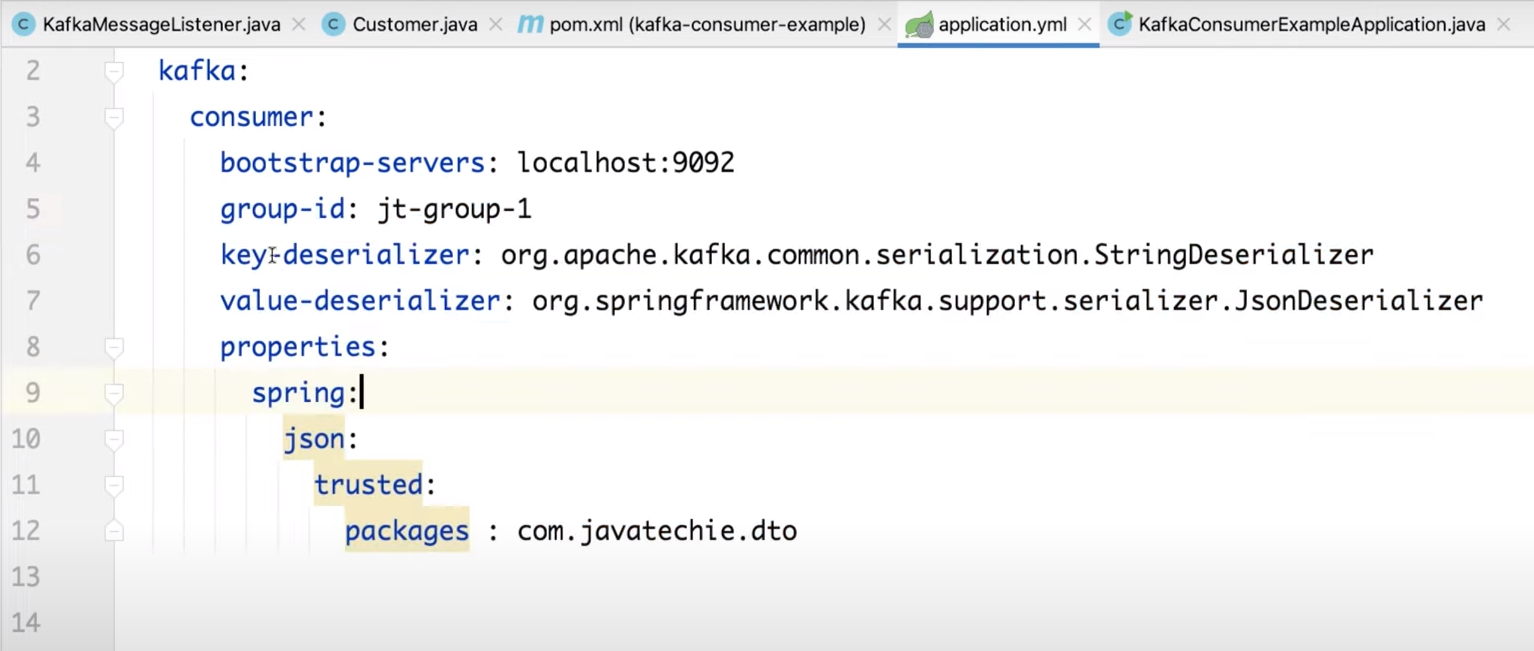 KafkaMessageListener.java Customer.java pom.xml (kafka-consumer-example) application.yml KafkaConsumerExampleApplication.java
2 kafka:
3 consumer:
4 bootstrap-servers: localhost:9092
5 group-id: jt-group-1
6 key-deserializer: org.apache.kafka.common.serialization.StringDeserializer
7 value-deserializer: org.springframework.kafka.support.serializer.JsonDeserializer
8 properties:
9 spring:
10 json:
11 trusted:
12 packages : com.javatechie.dto
13
14